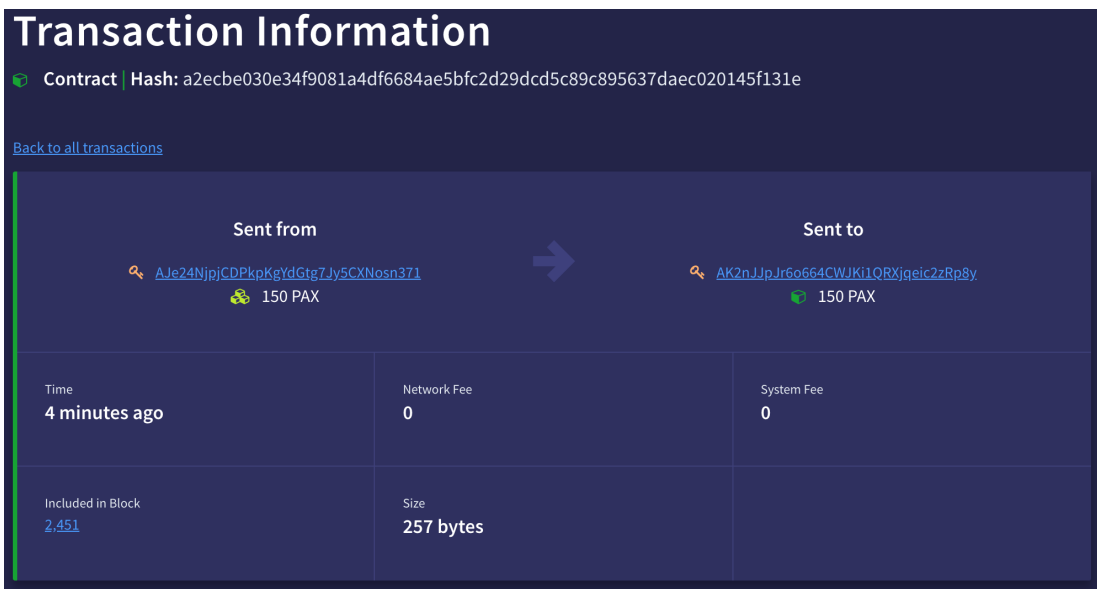 Transaction Information
Contract | Hash: a2ecbe030e34f9081a4df6684ae5bfc2d29dcd5c89c895637daec020145f131e
Back to all transactions
Sent from
AJe24NjpjCDPkpKgYdGtg7Jy5CXNosn371
150 PAX
Sent to
AK2nJJpJr6o664CWJKi1QRXjqeic2zRp8y
150 PAX
Time
4 minutes ago
Network Fee
0
System Fee
0
Included in Block
2,451
Size
257 bytes